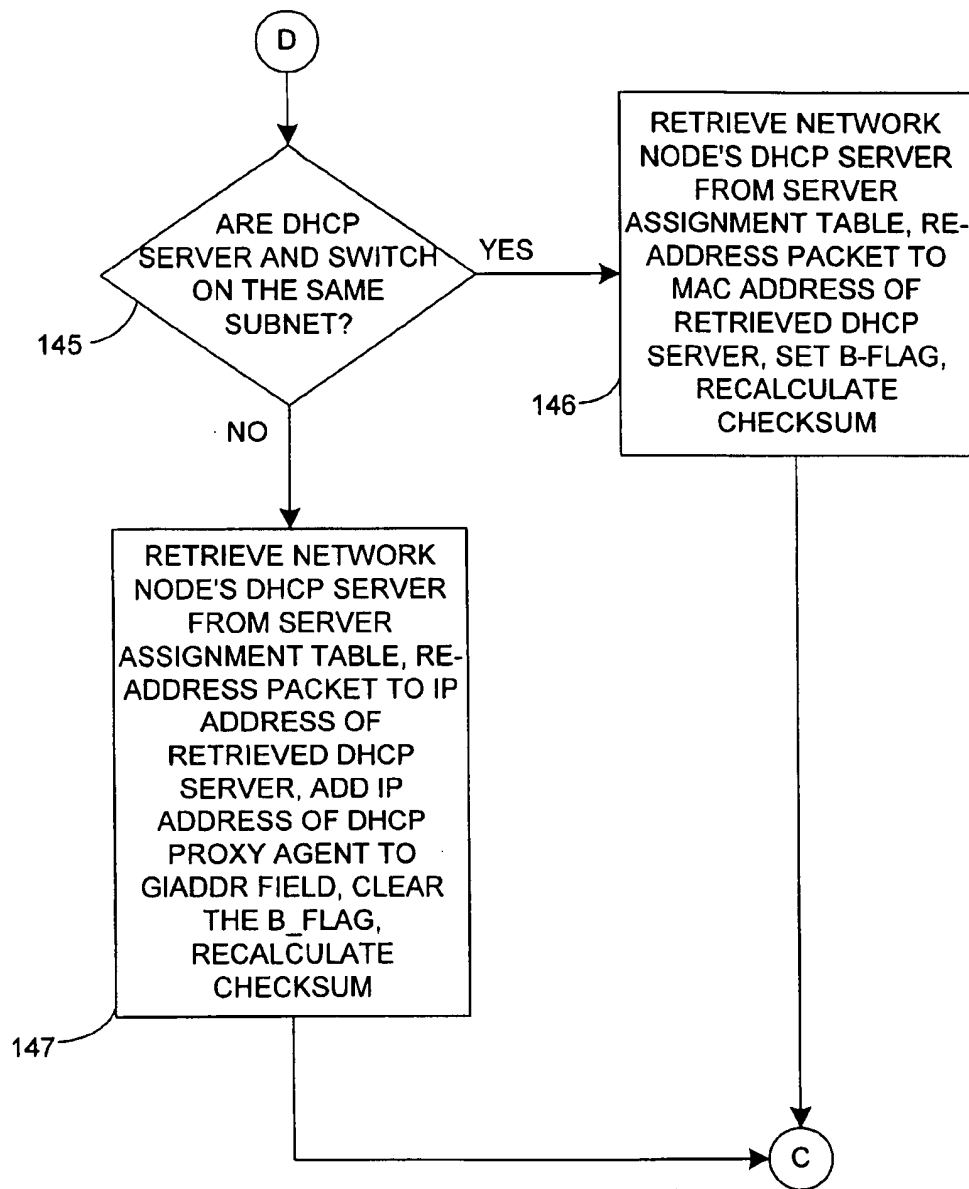 D
ARE DHCP
SERVER AND SWITCH
ON THE SAME
SUBNET?
145
YES
NO
RETRIEVE NETWORK
NODE'S DHCP SERVER
FROM SERVER
ASSIGNMENT TABLE, RE-
ADDRESS PACKET TO
MAC ADDRESS OF
RETRIEVED DHCP
SERVER, SET B-FLAG,
RECALCULATE
CHECKSUM
146
RETRIEVE NETWORK
NODE'S DHCP SERVER
FROM SERVER
ASSIGNMENT TABLE, RE-
ADDRESS PACKET TO IP
ADDRESS OF
RETRIEVED DHCP
SERVER, ADD IP
ADDRESS OF DHCP
PROXY AGENT TO
GIADDR FIELD, CLEAR
THE B_FLAG,
RECALCULATE
CHECKSUM
147
C